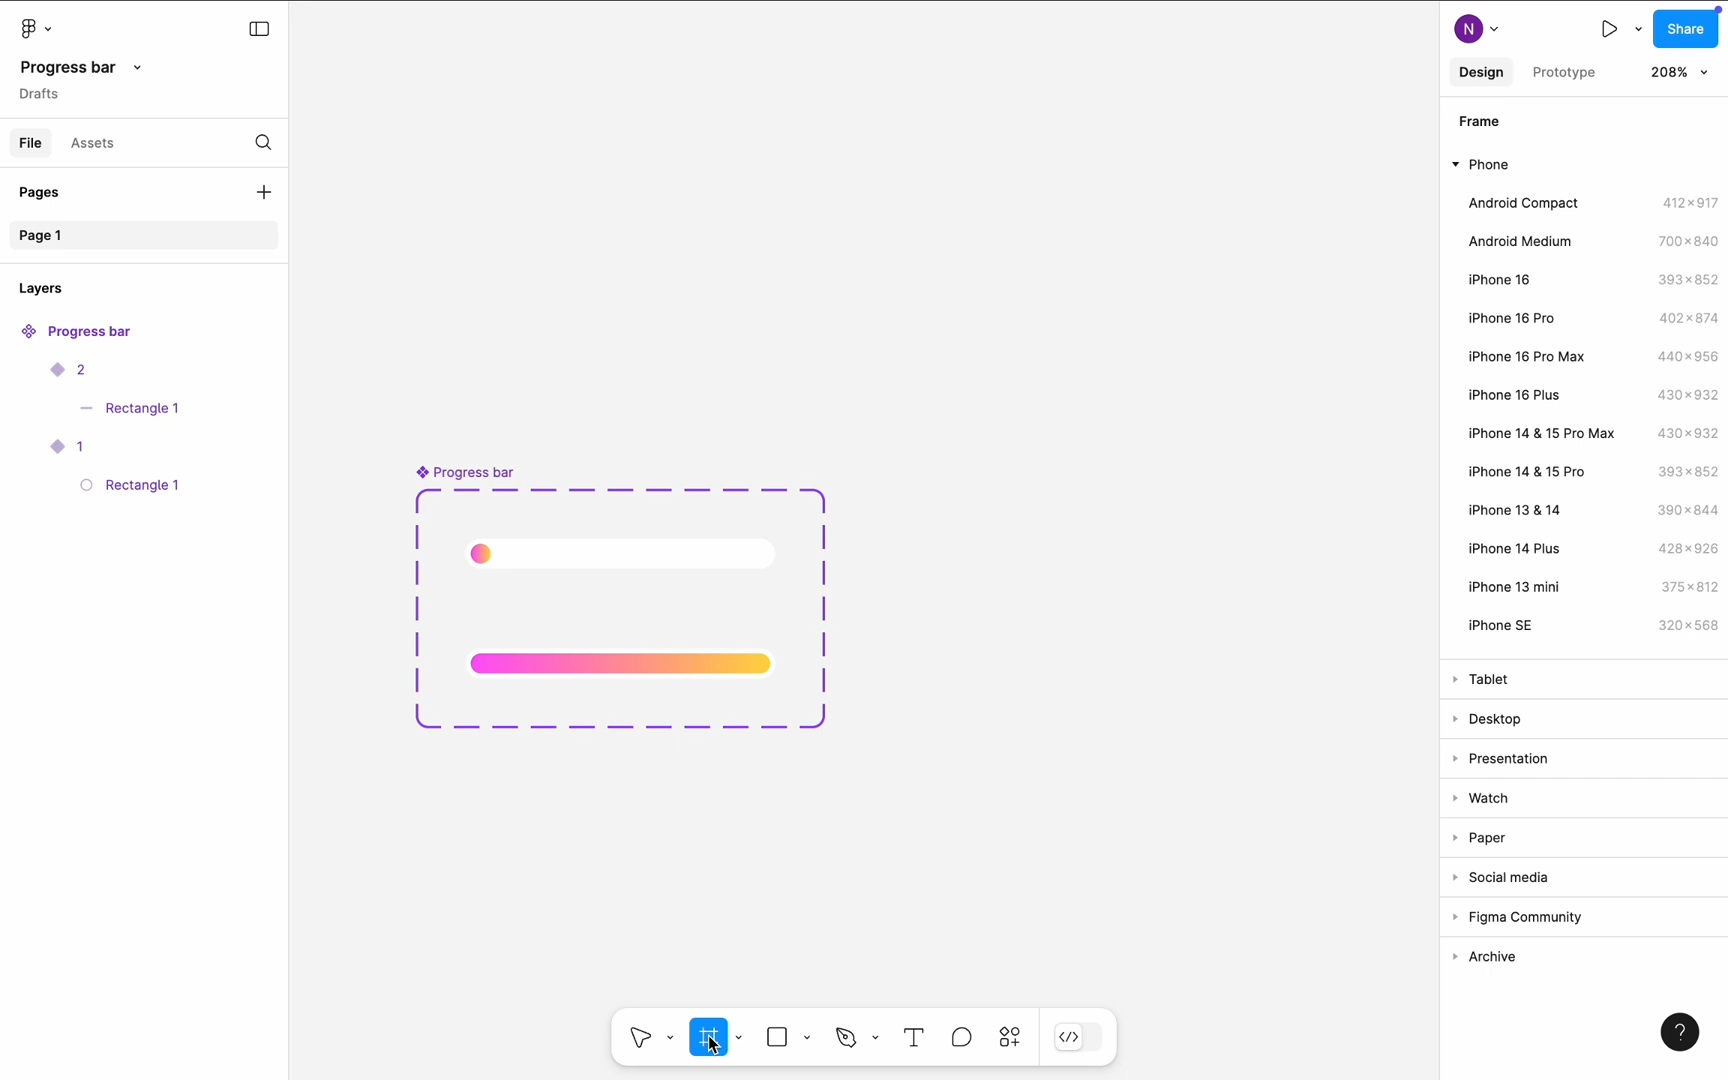 Progress bar
Drafts
File Assets
Pages
Page 1
Layers
Progress bar
2
Rectangle 1
1
Rectangle 1
Progress bar
N
Share
Design Prototype 208%
Frame
Phone
Android Compact 412×917
Android Medium 700×840
iPhone 16 393×852
iPhone 16 Pro 402×874
iPhone 16 Pro Max 440×956
iPhone 16 Plus 430×932
iPhone 14 & 15 Pro Max 430×932
iPhone 14 & 15 Pro 393×852
iPhone 13 & 14 390×844
iPhone 14 Plus 428×926
iPhone 13 mini 375×812
iPhone SE 320×568
Tablet
Desktop
Presentation
Watch
Paper
Social media
Figma Community
Archive
?